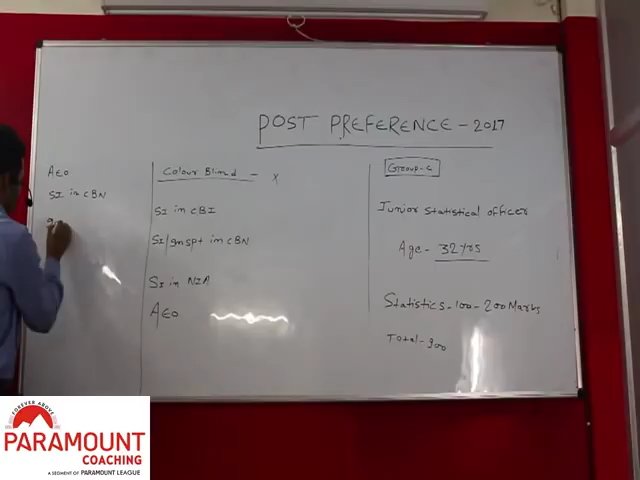 POST PREFERENCE - 2017
AEO
SI in CBN
Colour Blind - x
SI in CBI
SI/Inspt in CBN
SI in NIA
AEO
GROUP-C
Junior Statistical officer
Age - 32 yrs
Statistics - 100 - 200 Marks
Total - 900
FOREVER ABOVE
PARAMOUNT
COACHING
A SEGMENT OF PARAMOUNT LEAGUE